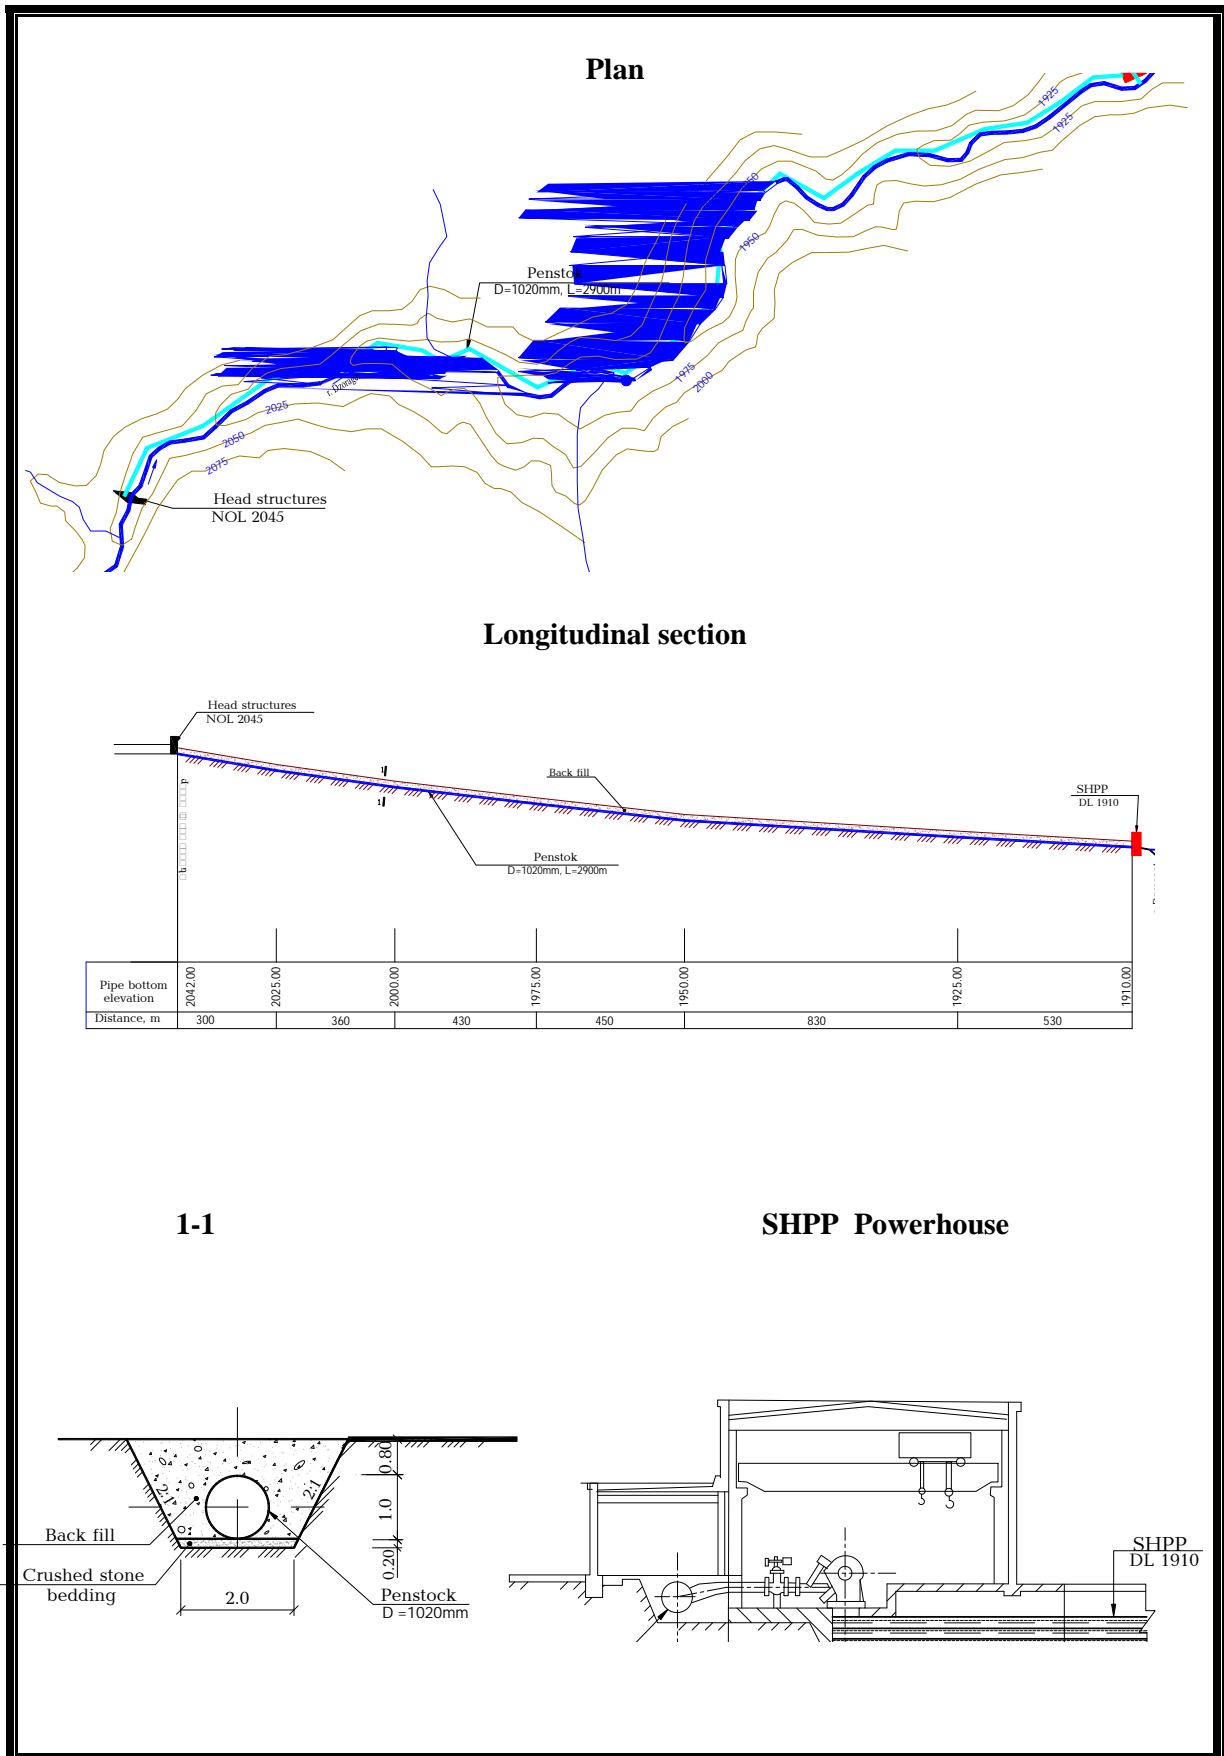 Plan
1925
1925
1950
Penstok
D=1020mm, L=2900m
1975
2000
2025
2050
2075
Head structures
NOL 2045
Longitudinal section
Head structures
NOL 2045
1
1
Back fill
SHPP
DL 1910
Penstok
D=1020mm, L=2900m
Pipe bottom
elevation
2042.00
2025.00
2000.00
1975.00
1950.00
1925.00
1910.00
Distance, m
300
360
430
450
830
530
1-1
SHPP Powerhouse
0.80
2:1
2:1
1.0
Back fill
0.20
Crushed stone
bedding
2.0
Penstock
D =1020mm
SHPP
DL 1910